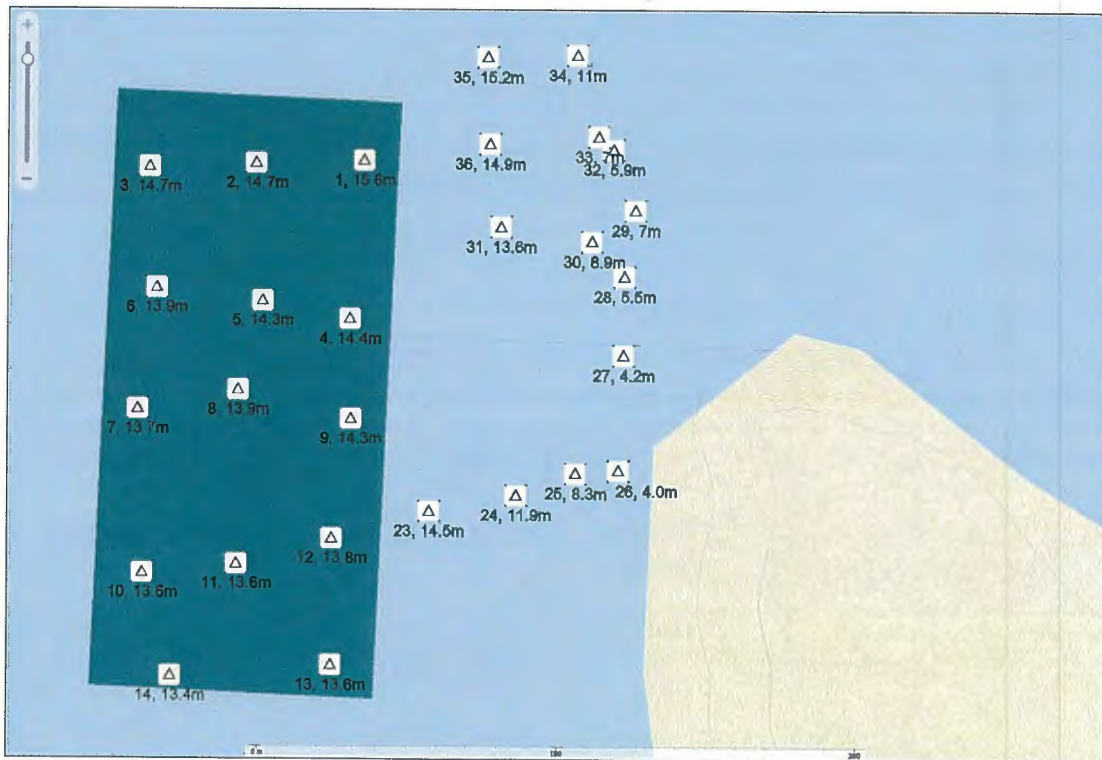 +
35, 15.2m
34, 11m
36, 14.9m
33, 7m
32, 5.9m
3, 14.7m
2, 14.7m
1, 15.6m
29, 7m
31, 13.6m
30, 8.9m
28, 5.5m
6, 13.9m
5, 14.3m
4, 14.4m
27, 4.2m
8, 13.9m
7, 13.7m
9, 14.3m
25, 8.3m
26, 4.0m
24, 11.9m
23, 14.5m
12, 13.8m
11, 13.6m
10, 13.6m
13, 13.6m
14, 13.4m
0 m
100
200